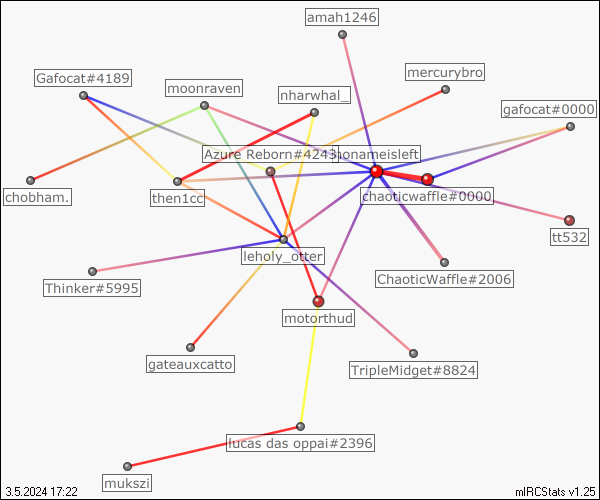 amah1246
Gafocat#4189
mercurybro
moonraven
nharwhal_
gafocat#0000
Azure Reborn#4243
nonameisleft
chobham.
then1cc
chaoticwaffle#0000
tt532
leholy_otter
Thinker#5995
ChaoticWaffle#2006
motorthud
gateauxcatto
TripleMidget#8824
lucas das oppai#2396
mukszi
3.5.2024 17:22
mIRCStats v1.25